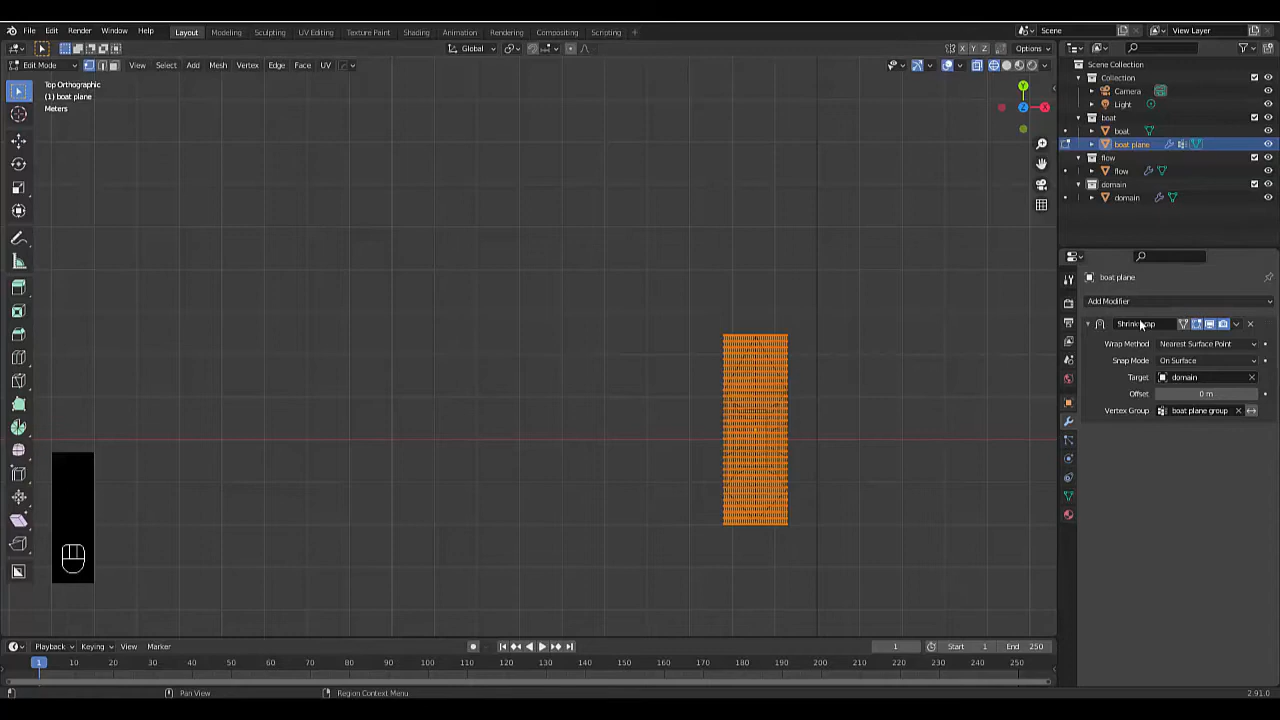 File Edit Render Window Help Layout Modeling Sculpting UV Editing Texture Paint Shading Animation Rendering Compositing Scripting + Scene View Layer
Global X Y Z Options
Edit Mode View Select Add Mesh Vertex Edge Face UV
Top Orthographic
(1) boat plane
Meters
Y
X
Z
Scene Collection
Collection
Camera
Light
boat
boat
boat plane
flow
flow
domain
domain
boat plane
Add Modifier
Wrap Method Nearest Surface Point
Snap Mode On Surface
Target domain
Offset 0 m
Vertex Group boat plane group
Playback Keying View Marker 1 Start 1 End 250
1 10 20 30 40 50 60 70 80 90 100 110 120 130 140 150 160 170 180 190 200 210 220 230 240 250
Pan View Region Context Menu 2.91.0